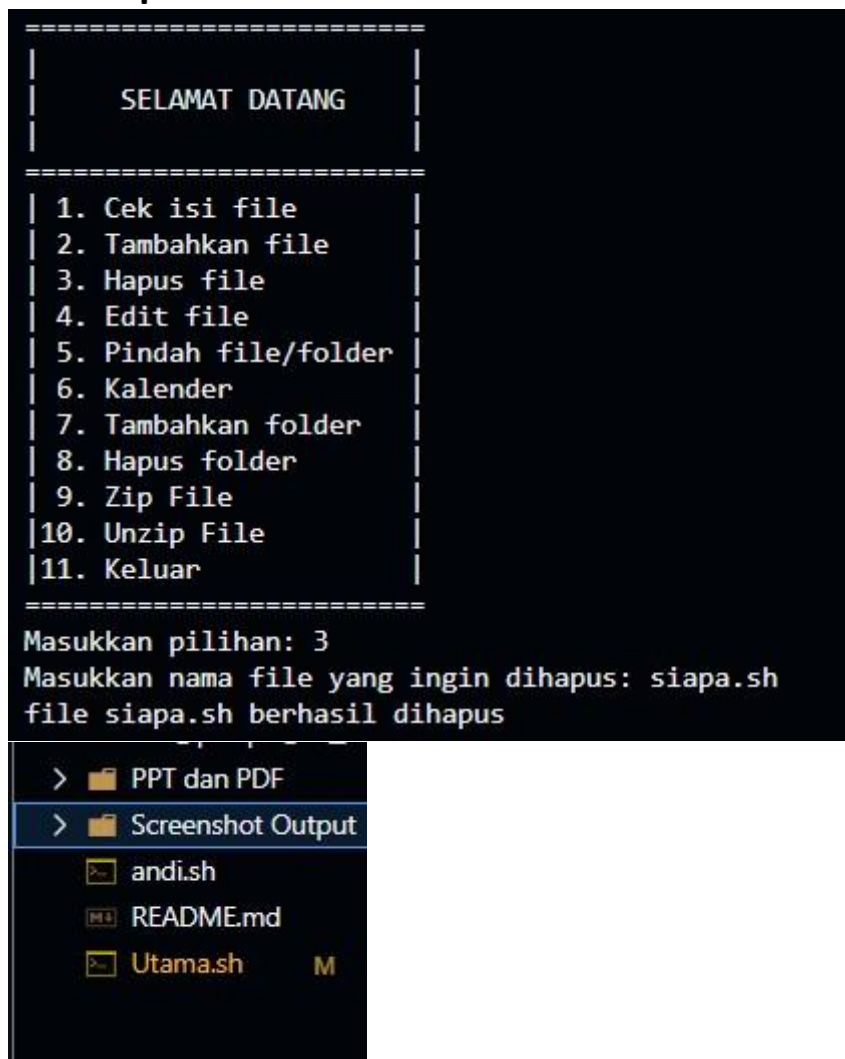 =========================
|                       |
|     SELAMAT DATANG    |
|                       |
=========================
| 1. Cek isi file       |
| 2. Tambahkan file     |
| 3. Hapus file         |
| 4. Edit file          |
| 5. Pindah file/folder |
| 6. Kalender           |
| 7. Tambahkan folder   |
| 8. Hapus folder       |
| 9. Zip File           |
|10. Unzip File         |
|11. Keluar             |
=========================
Masukkan pilihan: 3
Masukkan nama file yang ingin dihapus: siapa.sh
file siapa.sh berhasil dihapus
> PPT dan PDF
> Screenshot Output
andi.sh
README.md
Utama.sh M